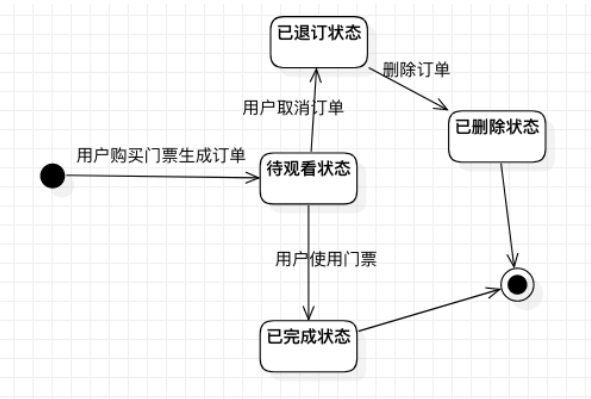 已退订状态
删除订单
用户取消订单
已删除状态
用户购买门票生成订单
待观看状态
用户使用门票
已完成状态